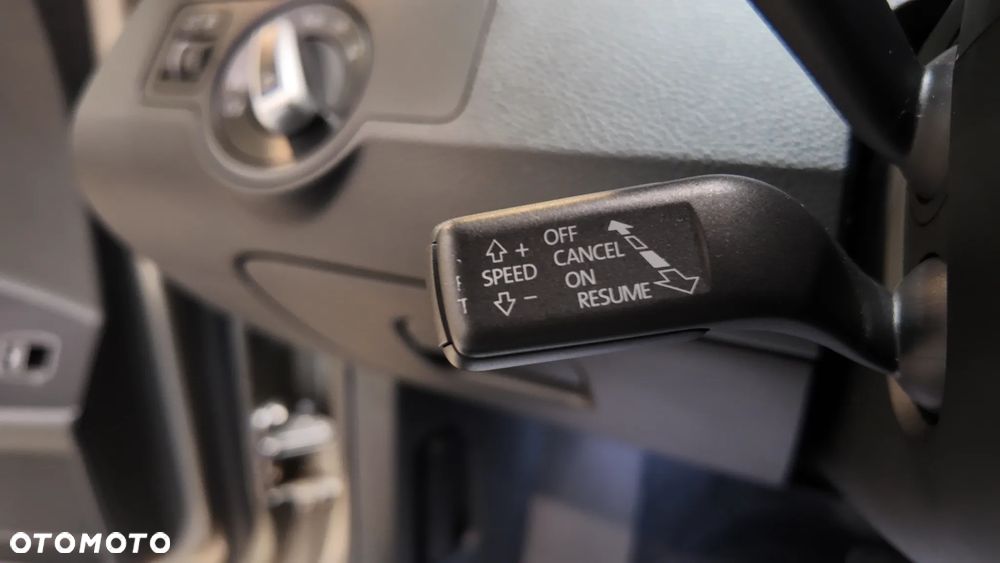 OFF
+ CANCEL
SPEED ON
- RESUME
T
OTOMOTO